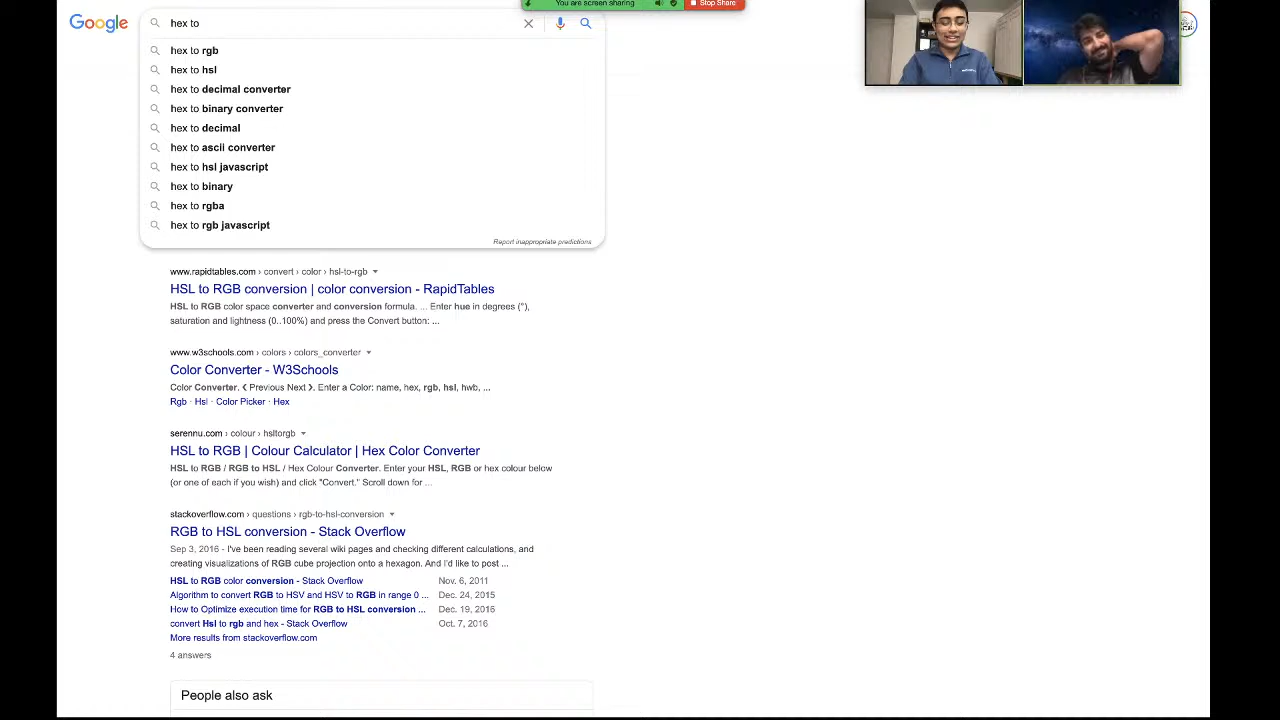 You are screen sharing
Stop Share
Google
hex to
hex to rgb
hex to hsl
hex to decimal converter
hex to binary converter
hex to decimal
hex to ascii converter
hex to hsl javascript
hex to binary
hex to rgba
hex to rgb javascript
Report inappropriate predictions
www.rapidtables.com › convert › color › hsl-to-rgb
HSL to RGB conversion | color conversion - RapidTables
HSL to RGB color space converter and conversion formula. ... Enter hue in degrees (°),
saturation and lightness (0..100%) and press the Convert button: ...
www.w3schools.com › colors › colors_converter
Color Converter - W3Schools
Color Converter. ❮ Previous Next ❯. Enter a Color: name, hex, rgb, hsl, hwb, ...
Rgb · Hsl · Color Picker · Hex
serennu.com › colour › hsltorgb
HSL to RGB | Colour Calculator | Hex Color Converter
HSL to RGB / RGB to HSL / Hex Colour Converter. Enter your HSL, RGB or hex colour below
(or one of each if you wish) and click "Convert." Scroll down for ...
stackoverflow.com › questions › rgb-to-hsl-conversion
RGB to HSL conversion - Stack Overflow
Sep 3, 2016 - I've been reading several wiki pages and checking different calculations, and
creating visualizations of RGB cube projection onto a hexagon. And I'd like to post ...
HSL to RGB color conversion - Stack Overflow Nov. 6, 2011
Algorithm to convert RGB to HSV and HSV to RGB in range 0 ... Dec. 24, 2015
How to Optimize execution time for RGB to HSL conversion ... Dec. 19, 2016
convert Hsl to rgb and hex - Stack Overflow Oct. 7, 2016
More results from stackoverflow.com
4 answers
People also ask